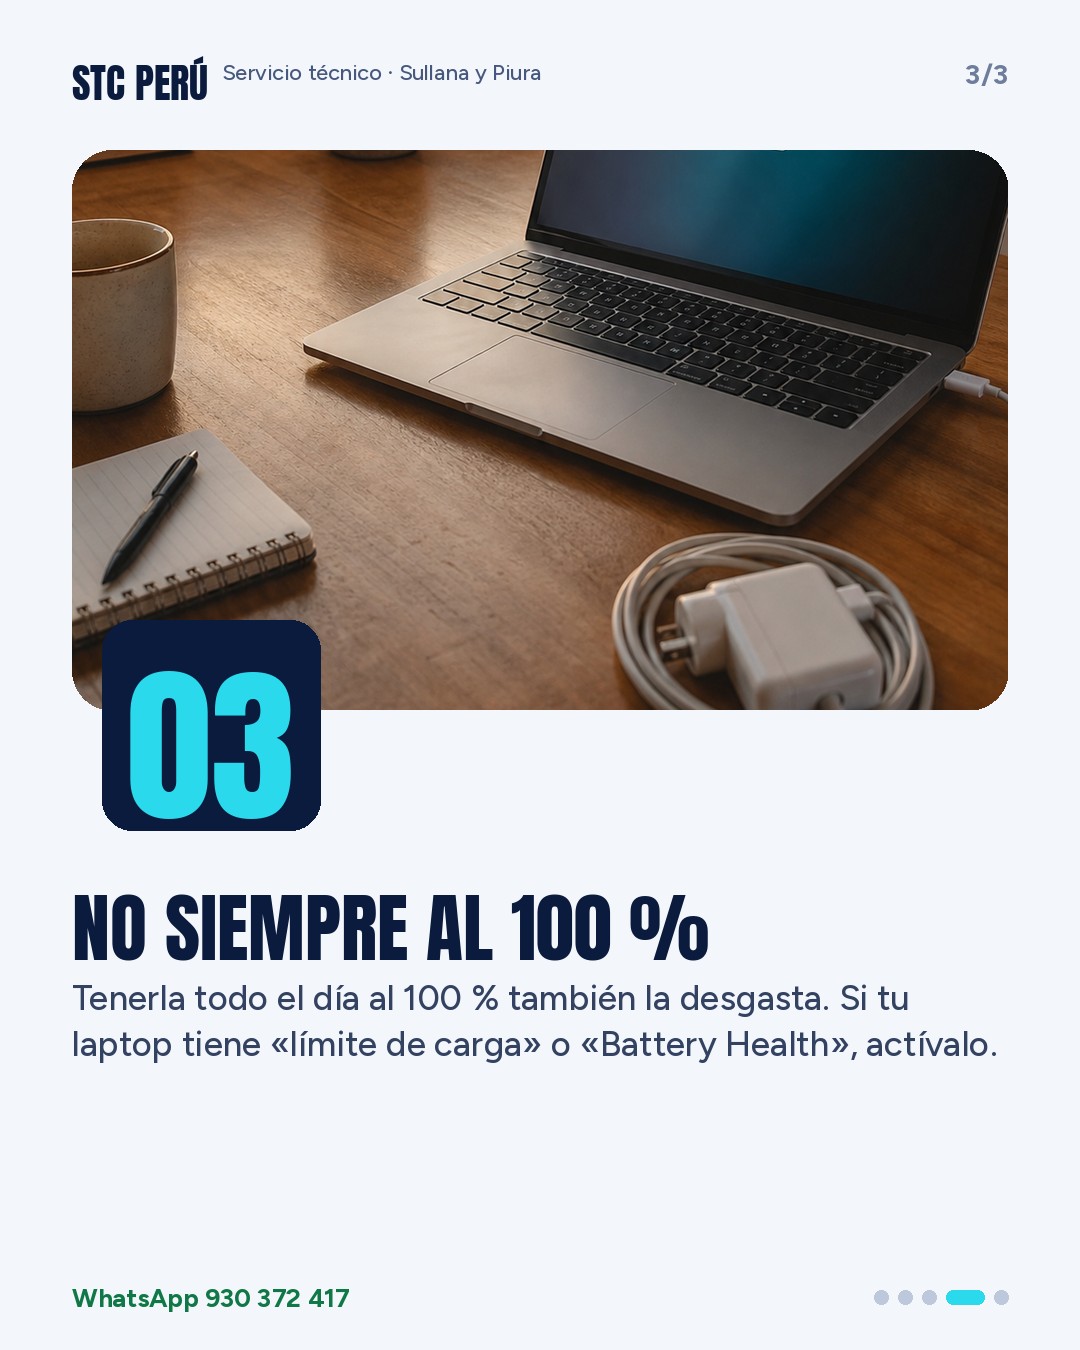 STC PERÚ Servicio técnico · Sullana y Piura 3/3
03
NO SIEMPRE AL 100 %
Tenerla todo el día al 100 % también la desgasta. Si tu
laptop tiene «límite de carga» o «Battery Health», actívalo.
WhatsApp 930 372 417